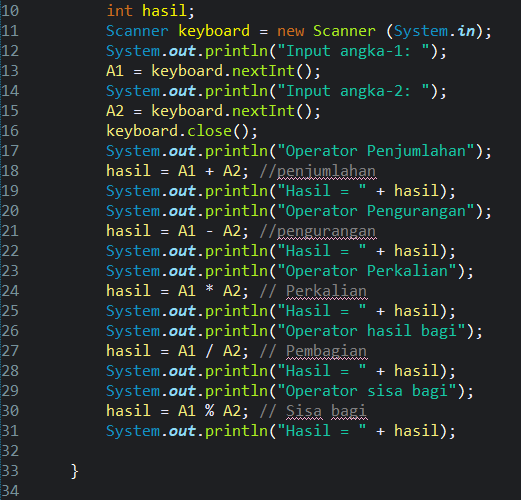 10 int hasil;
11 Scanner keyboard = new Scanner (System.in);
12 System.out.println("Input angka-1: ");
13 A1 = keyboard.nextInt();
14 System.out.println("Input angka-2: ");
15 A2 = keyboard.nextInt();
16 keyboard.close();
17 System.out.println("Operator Penjumlahan");
18 hasil = A1 + A2; //penjumlahan
19 System.out.println("Hasil = " + hasil);
20 System.out.println("Operator Pengurangan");
21 hasil = A1 - A2; //pengurangan
22 System.out.println("Hasil = " + hasil);
23 System.out.println("Operator Perkalian");
24 hasil = A1 * A2; // Perkalian
25 System.out.println("Hasil = " + hasil);
26 System.out.println("Operator hasil bagi");
27 hasil = A1 / A2; // Pembagian
28 System.out.println("Hasil = " + hasil);
29 System.out.println("Operator sisa bagi");
30 hasil = A1 % A2; // Sisa bagi
31 System.out.println("Hasil = " + hasil);
32
33 }
34